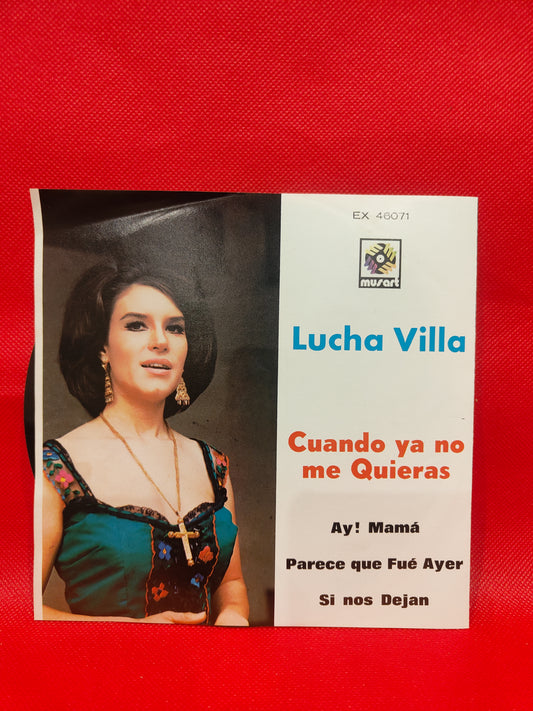 EX 46071
musart
Lucha Villa
Cuando ya no
me Quieras
Ay! Mamá
Parece que Fué Ayer
Si nos Dejan